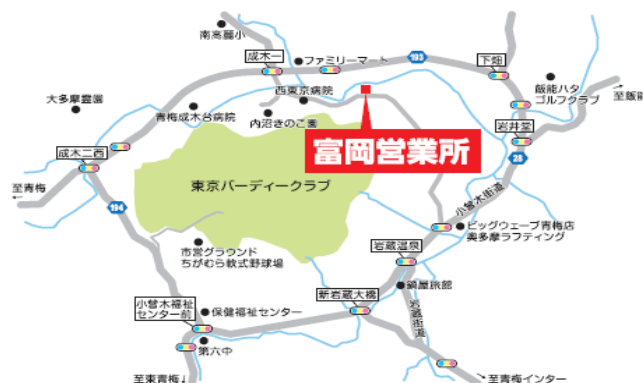 南高麗小
成木一
ファミリーマート
193
下畑
飯能ハタ
ゴルフクラブ
至飯能
大多摩霊園
青梅成木台病院
西東京病院
内沼きのこ園
岩井堂
富岡営業所
28
成木二西
東京バーディークラブ
小曾木街道
至青梅
194
ビッグウェーブ青梅店
奥多摩ラフティング
市営グラウンド
ちがむら軟式野球場
岩蔵温泉
鍋屋旅館
新岩蔵大橋
小曾木福祉
センター前
保健福祉センター
岩蔵街道
第六中
至東青梅
至青梅インター